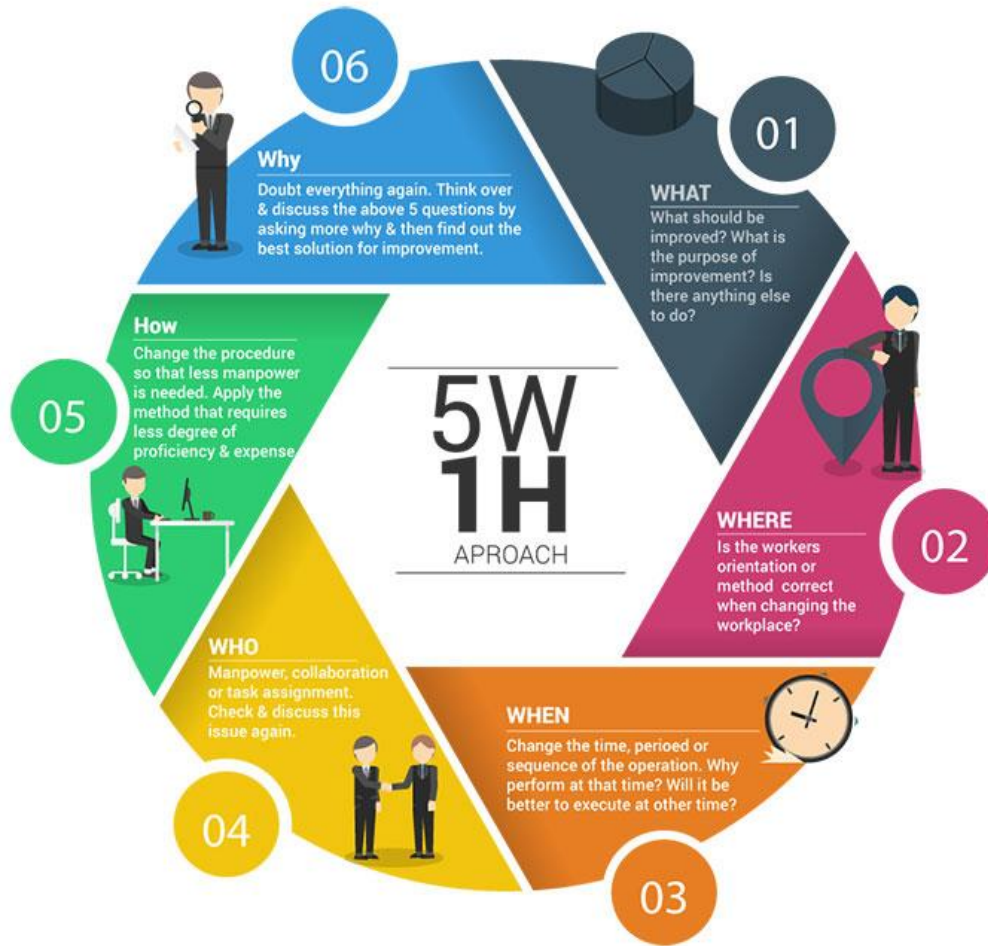 5W
1H
APROACH
01
WHAT
What should be
improved? What is
the purpose of
improvement? Is
there anything else
to do?
02
WHERE
Is the workers
orientation or
method correct
when changing the
workplace?
03
WHEN
Change the time, perioed or
sequence of the operation. Why
perform at that time? Will it be
better to execute at other time?
04
WHO
Manpower, collaboration
or task assignment.
Check & discuss this
issue again.
05
How
Change the procedure
so that less manpower
is needed. Apply the
method that requires
less degree of
proficiency & expense
06
Why
Doubt everything again. Think over
& discuss the above 5 questions by
asking more why & then find out the
best solution for improvement.